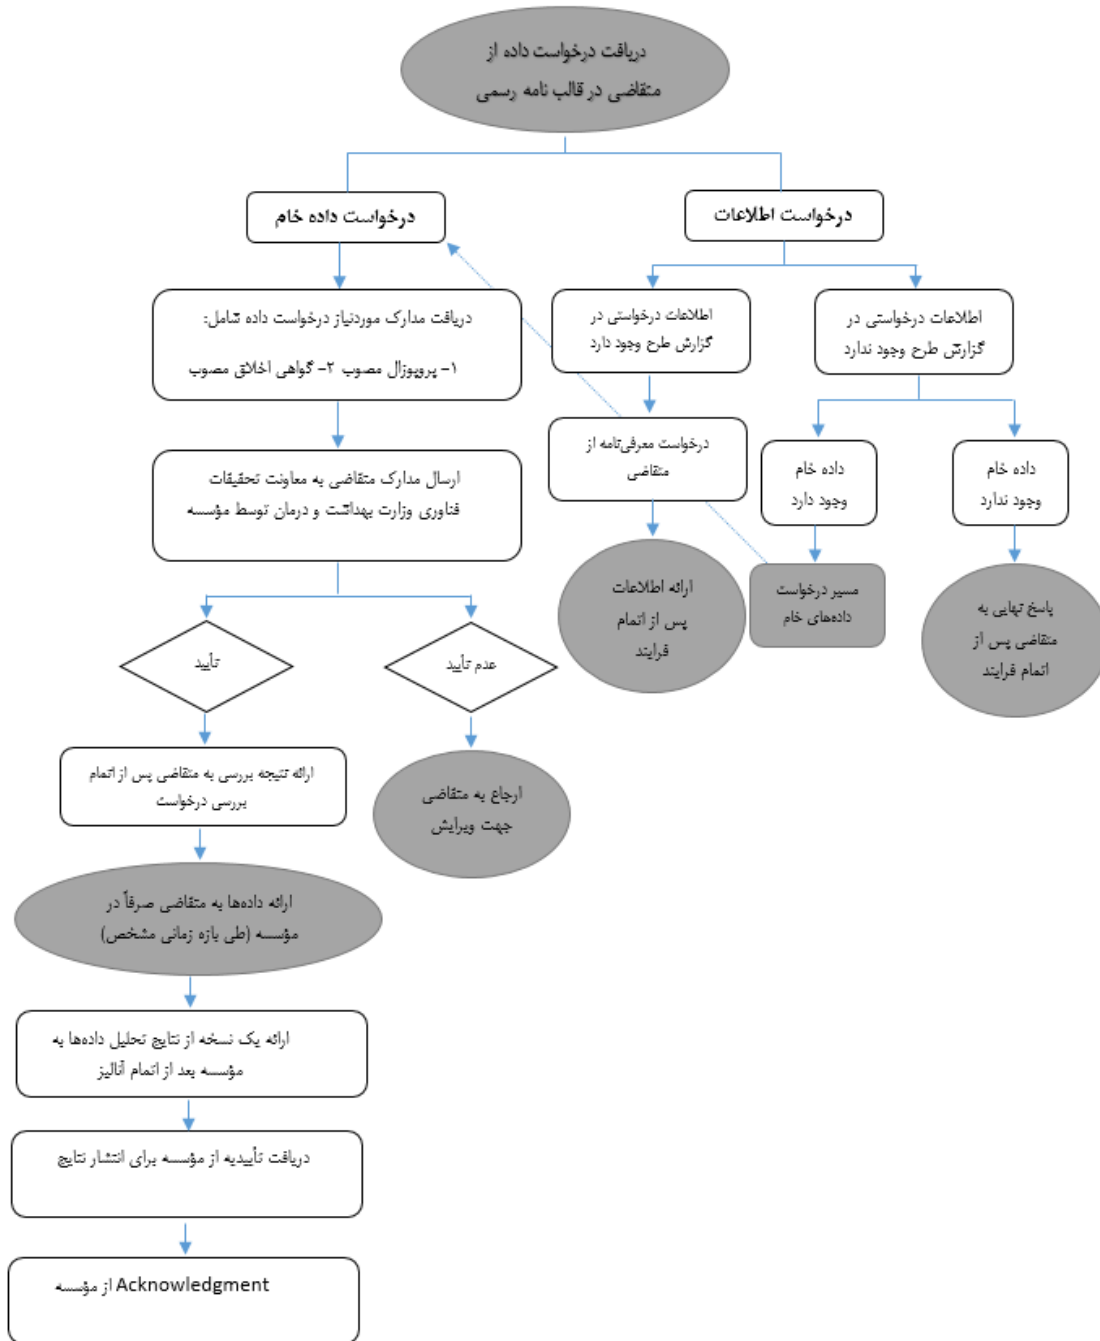 دریافت درخواست داده از
متقاضی در قالب نامه رسمی
درخواست اطلاعات
درخواست داده خام
اطلاعات درخواستی در
گزارش طرح وجود ندارد
اطلاعات درخواستی در
گزارش طرح وجود دارد
دریافت مدارک موردنیاز درخواست داده شامل:
۱- پروپوزال مصوب ۲- گواهی اخلاق مصوب
داده خام
وجود ندارد
داده خام
وجود دارد
درخواست معرفی‌نامه از
متقاضی
ارسال مدارک متقاضی به معاونت تحقیقات
فناوری وزارت بهداشت و درمان توسط مؤسسه
پاسخ نهایی به
متقاضی پس از
اتمام فرایند
مسیر درخواست
داده‌های خام
ارائه اطلاعات
پس از اتمام
فرایند
عدم تأیید
تأیید
ارجاع به متقاضی
جهت ویرایش
ارائه نتیجه بررسی به متقاضی پس از اتمام
بررسی درخواست
ارائه داده‌ها به متقاضی صرفاً در
مؤسسه (طی بازه زمانی مشخص)
ارائه یک نسخه از نتایج تحلیل داده‌ها به
مؤسسه بعد از اتمام آنالیز
دریافت تأییدیه از مؤسسه برای انتشار نتایج
Acknowledgment از مؤسسه